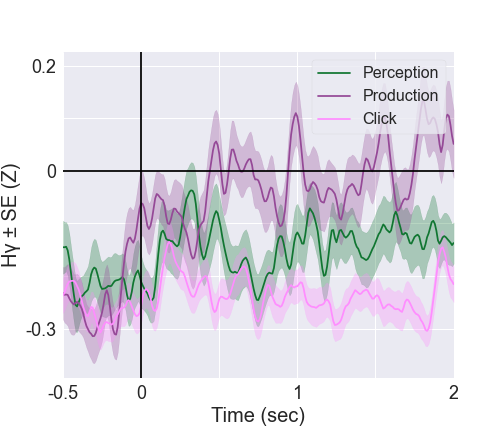 0.2
0
-0.3
Hγ ± SE (Z)
Perception
Production
Click
-0.5
0
1
2
Time (sec)